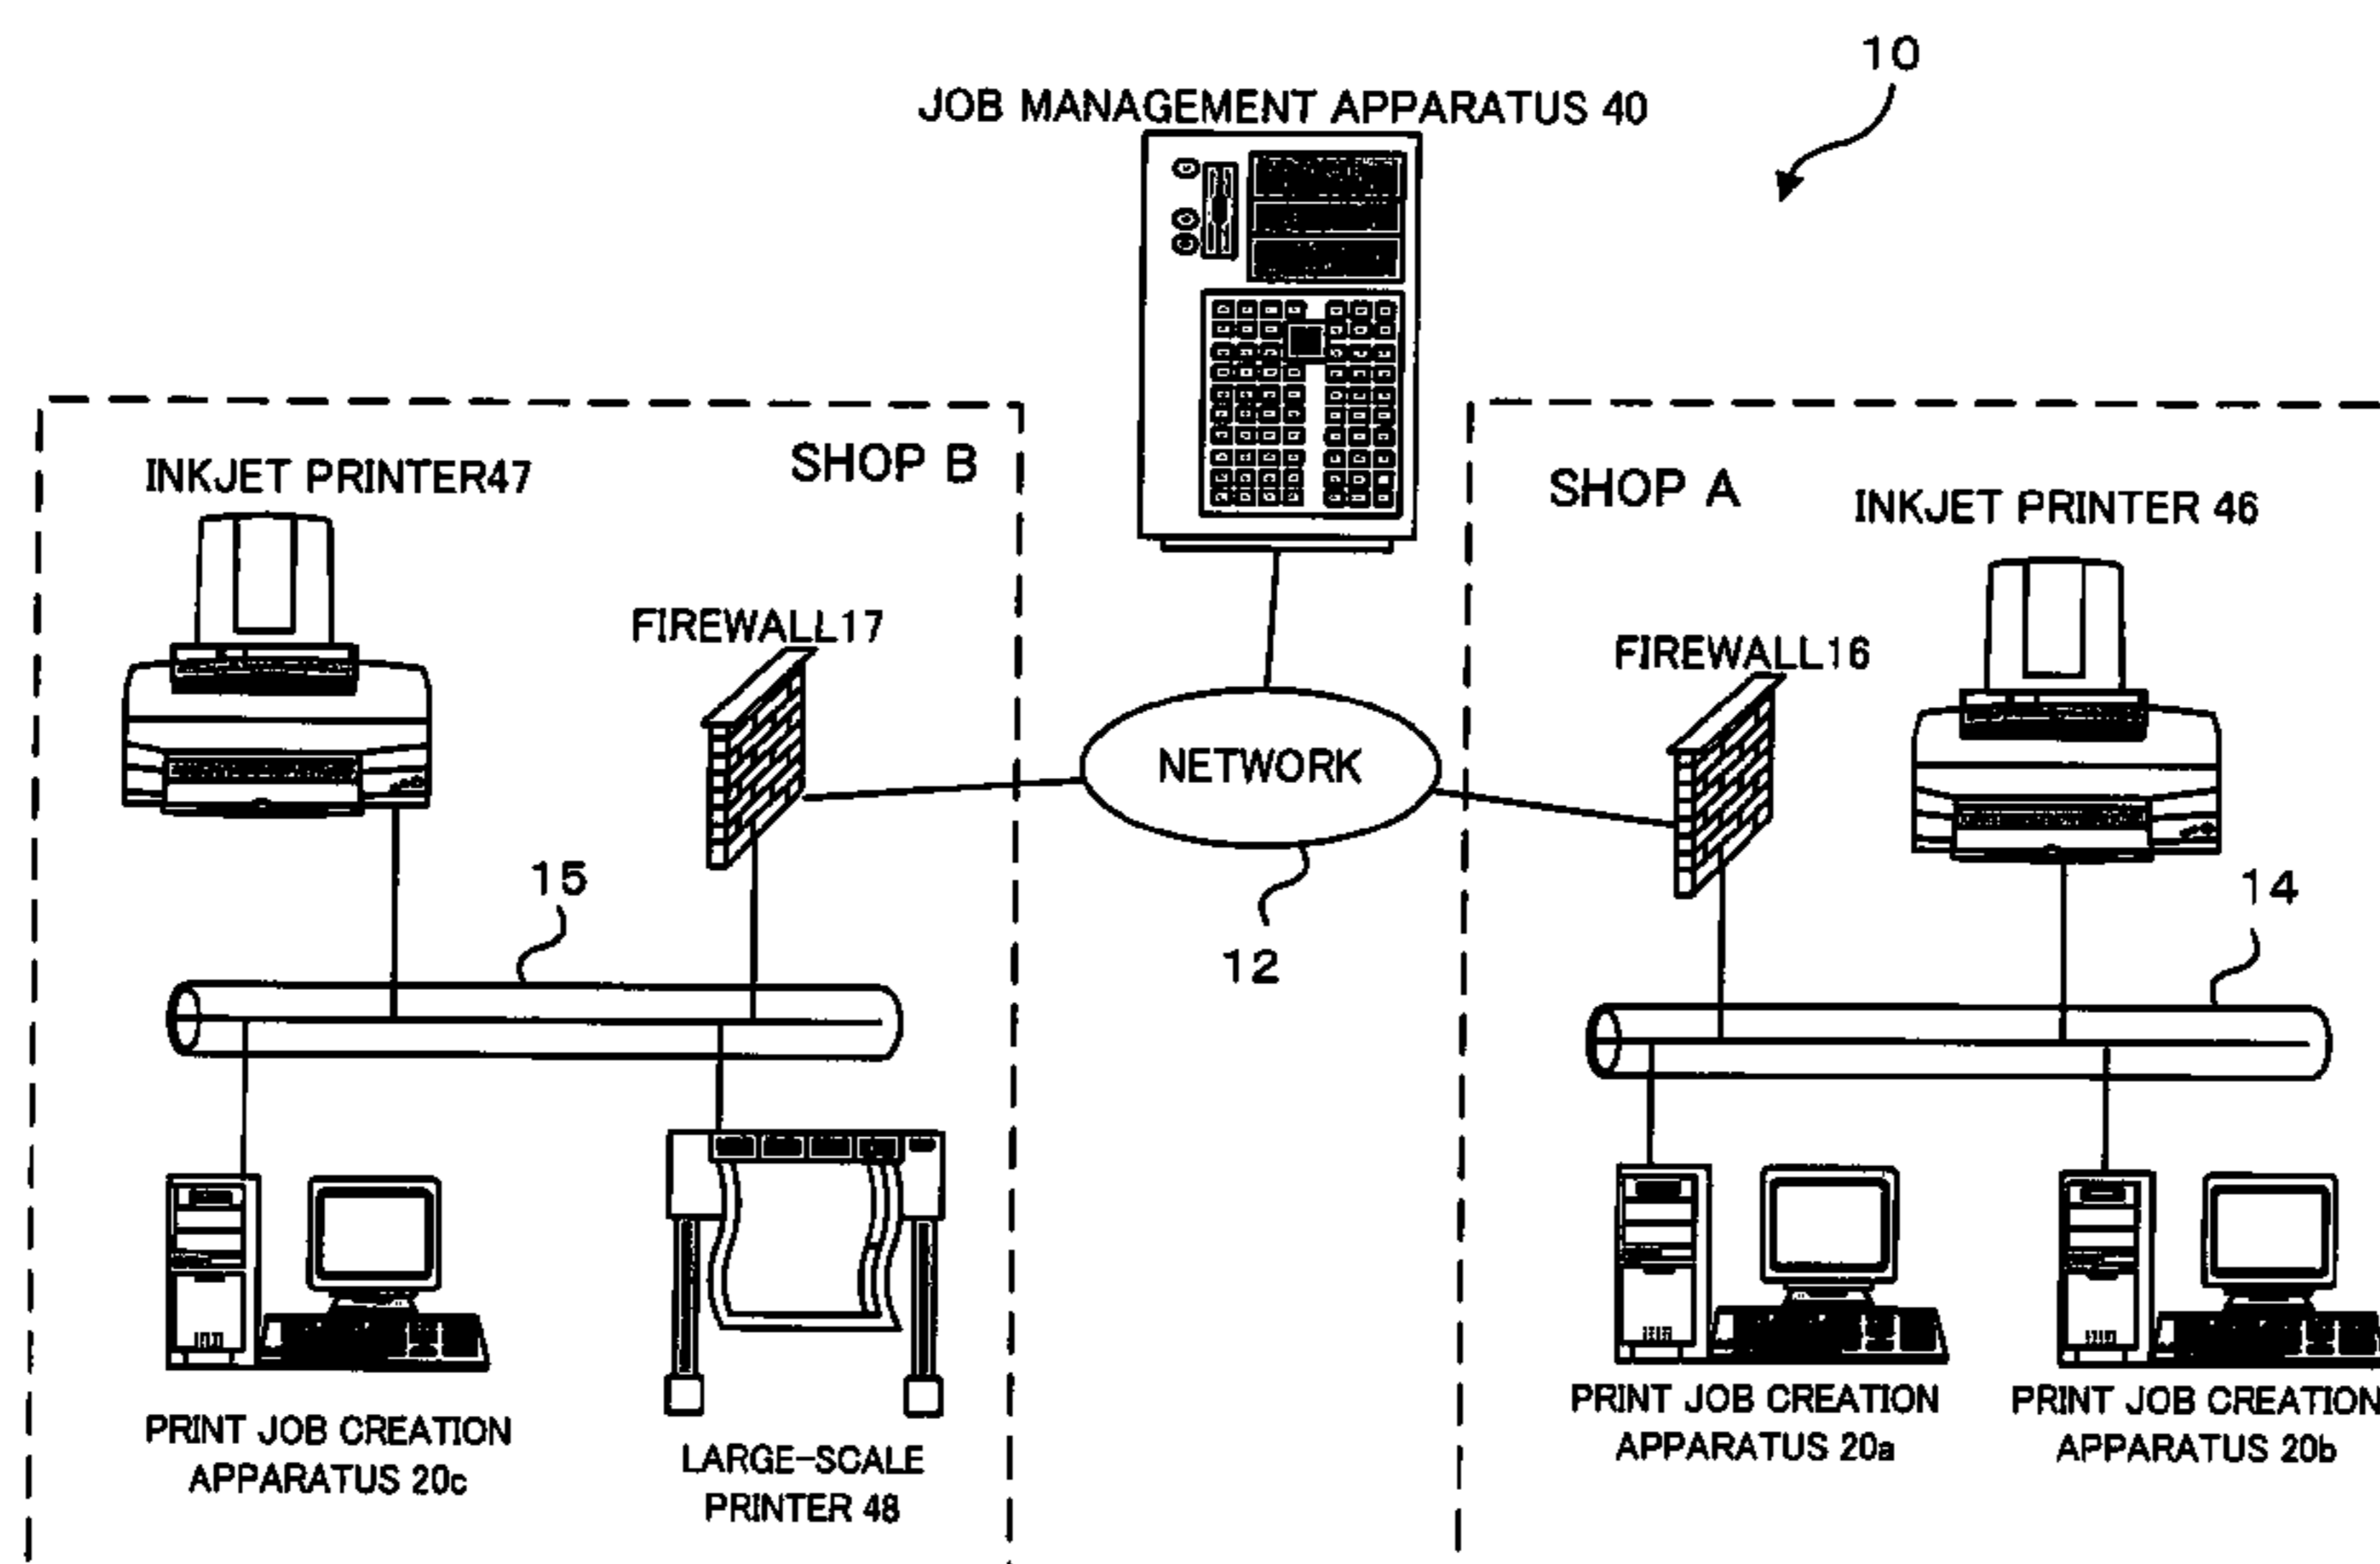 10
JOB MANAGEMENT APPARATUS 40
SHOP B
INKJET PRINTER47
FIREWALL17
15
PRINT JOB CREATION
APPARATUS 20c
LARGE-SCALE
PRINTER 48
NETWORK
12
SHOP A
INKJET PRINTER 46
FIREWALL16
14
PRINT JOB CREATION
APPARATUS 20a
PRINT JOB CREATION
APPARATUS 20b